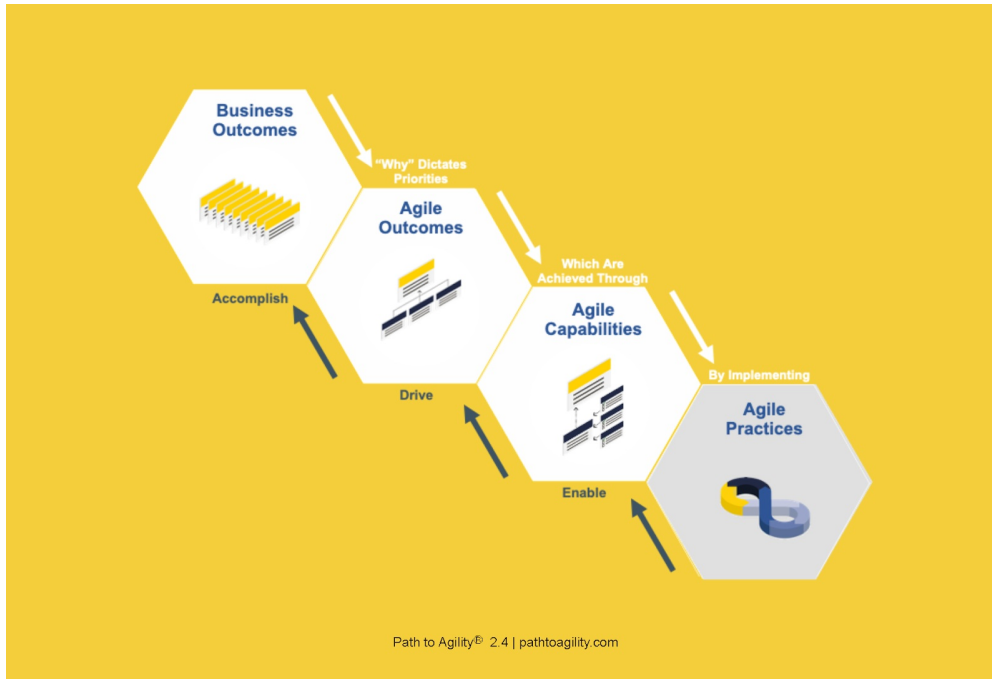 Business
Outcomes
"Why" Dictates
Priorities
Agile
Outcomes
Accomplish
Which Are
Achieved Through
Agile
Capabilities
Drive
By Implementing
Agile
Practices
Enable
Path to Agility® 2.4 | pathtoagility.com